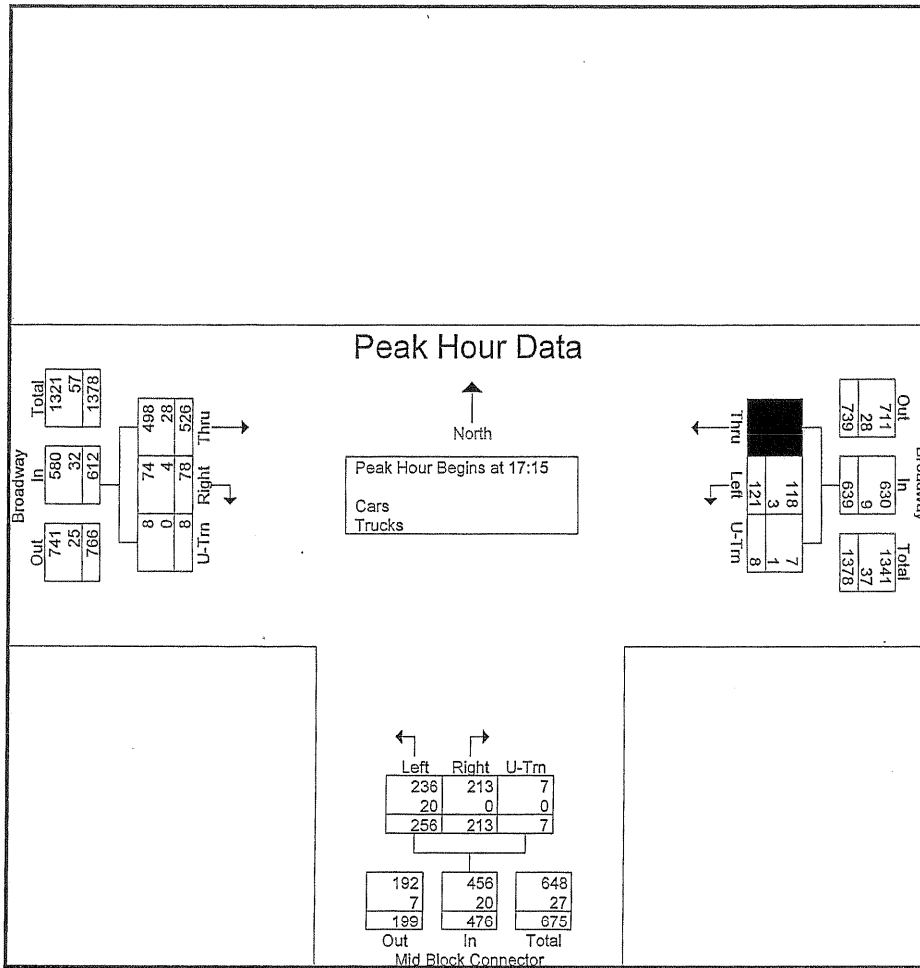 Peak Hour Data
North
Peak Hour Begins at 17:15
Cars
Trucks
Broadway
Total
1321
57
1378
In
580
32
612
Out
741
25
766
Thru
498
28
526
Right
74
4
78
U-Trn
8
0
8
Thru
Left
118
3
121
U-Trn
7
1
8
Out
711
28
739
In
630
9
639
Total
1341
37
1378
Broadway
Left Right U-Trn
236 213 7
20 0 0
256 213 7
192 456 648
7 20 27
199 476 675
Out In Total
Mid Block Connector